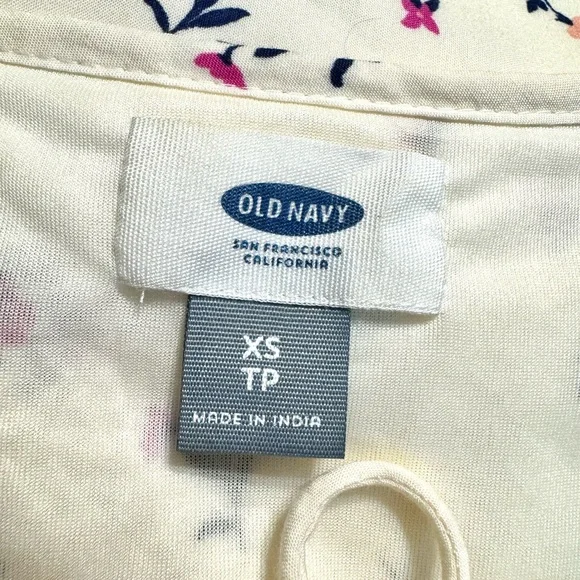 OLD NAVY
SAN FRANCISCO
CALIFORNIA
XS
TP
MADE IN INDIA